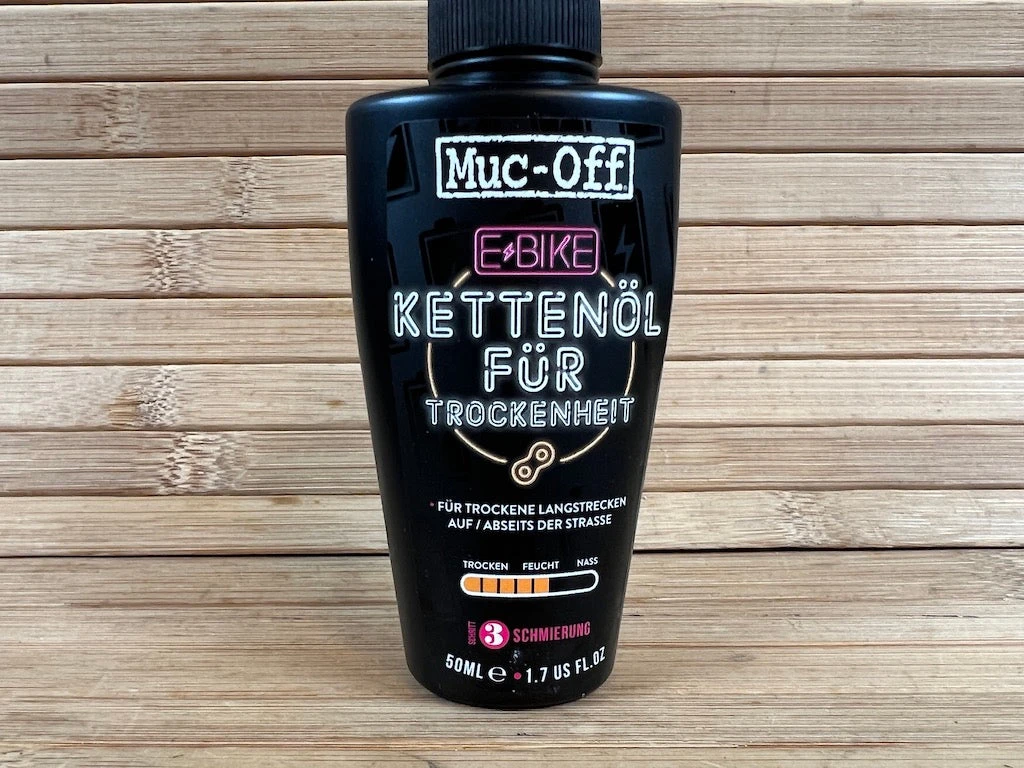 Muc-Off
E-BIKE
KETTENÖL
FÜR
TROCKENHEIT
FÜR TROCKENE LANGSTRECKEN
AUF / ABSEITS DER STRASSE
TROCKEN FEUCHT NASS
SCHRITT 3 SCHMIERUNG
50ML ℮ • 1.7 US FL.OZ